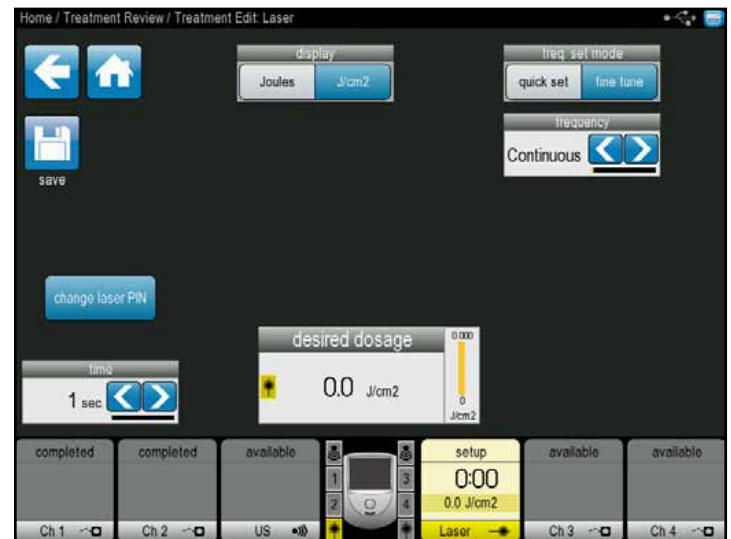 Home / Treatment Review / Treatment Edit: Laser
display
Joules J/cm2
freq. set mode
quick set fine tune
frequency
Continuous
save
change laser PIN
desired dosage
0.0 J/cm2
0.000
0
J/cm2
time
1 sec
completed completed available setup available available
1 3
2 4
0:00
0.0 J/cm2
Ch 1 Ch 2 US Laser Ch 3 Ch 4